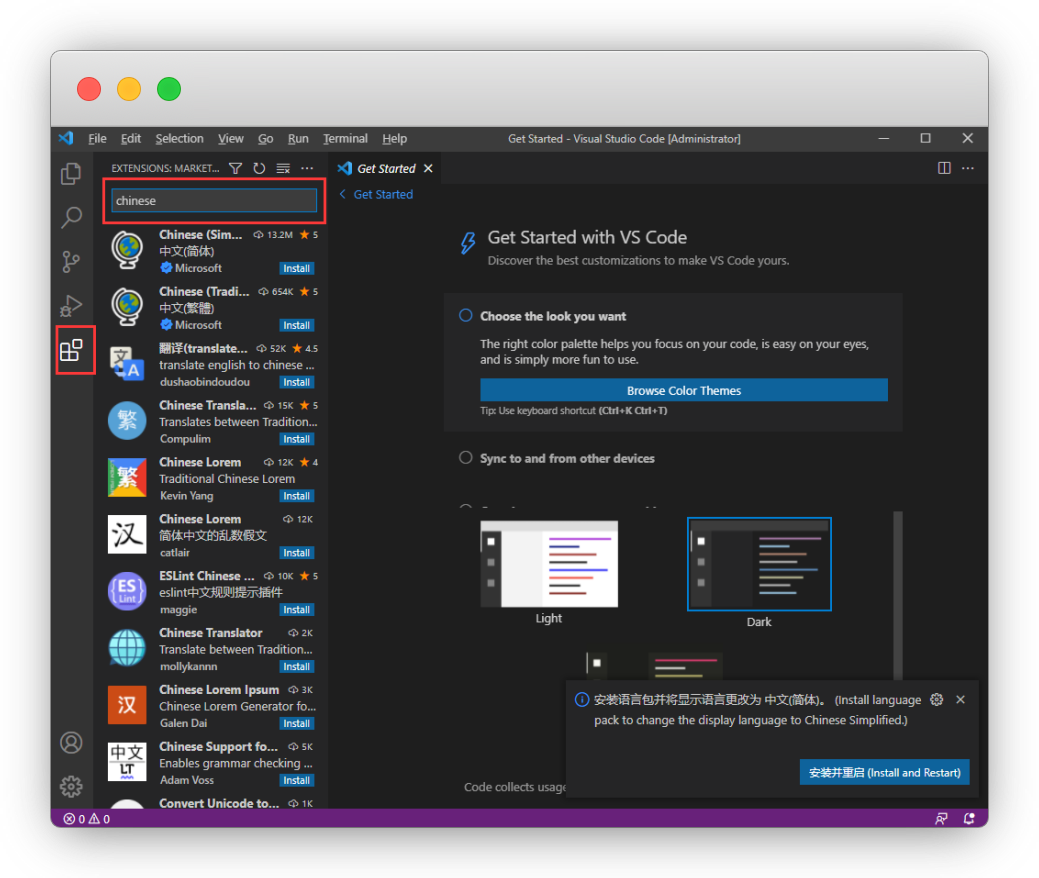 File Edit Selection View Go Run Terminal Help
Get Started - Visual Studio Code [Administrator]
EXTENSIONS: MARKET...
chinese
Chinese (Sim... 13.2M 5
中文(简体)
Microsoft Install
Chinese (Tradi... 654K 5
中文(繁體)
Microsoft Install
翻译(translate... 52K 4.5
translate english to chinese ...
dushaobindoudou Install
Chinese Transla... 15K 5
Translates between Tradition...
Compulim Install
Chinese Lorem 12K 4
Traditional Chinese Lorem
Kevin Yang Install
Chinese Lorem 12K
简体中文的乱数假文
catlair Install
ESLint Chinese ... 10K 5
eslint中文规则提示插件
maggie Install
Chinese Translator 2K
Translate between Tradition...
mollykannn Install
Chinese Lorem Ipsum 3K
Chinese Lorem Generator fo...
Galen Dai Install
Chinese Support fo... 5K
Enables grammar checking ...
Adam Voss Install
Convert Unicode to... 1K
文 A
繁
繁
汉
ES
Lint
汉
中文
LT
Get Started
Get Started
Get Started with VS Code
Discover the best customizations to make VS Code yours.
Choose the look you want
The right color palette helps you focus on your code, is easy on your eyes,
and is simply more fun to use.
Browse Color Themes
Tip: Use keyboard shortcut (Ctrl+K Ctrl+T)
Sync to and from other devices
Light
Dark
安装语言包并将显示语言更改为 中文(简体)。 (Install language
pack to change the display language to Chinese Simplified.)
安装并重启 (Install and Restart)
Code collects usage
0 0